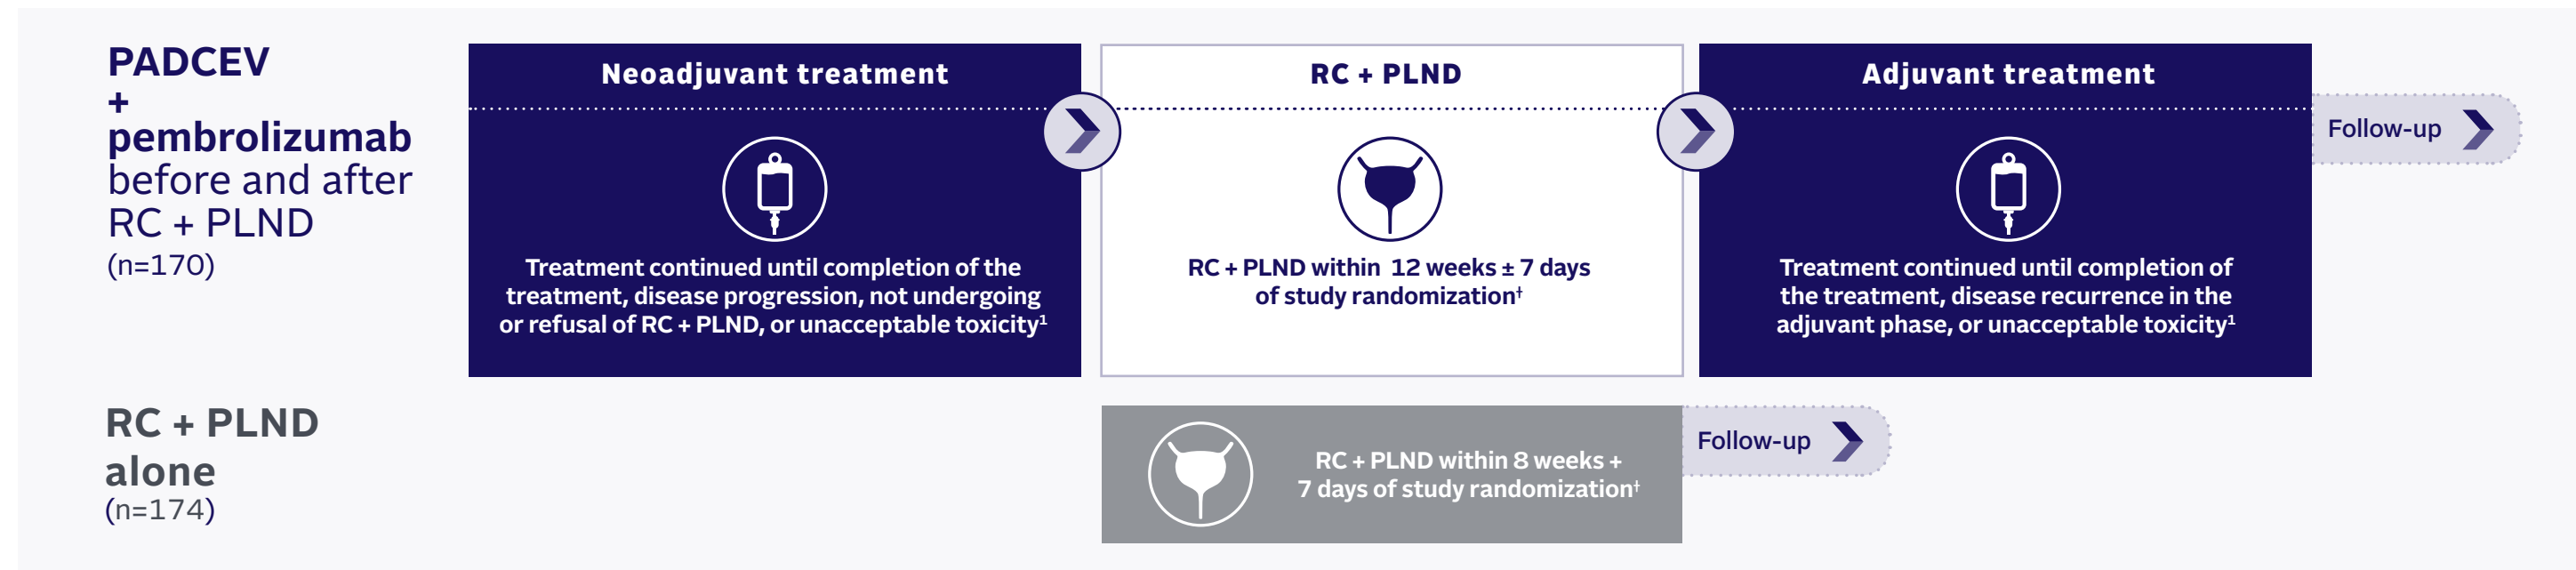 PADCEV
+
pembrolizumab
before and after
RC + PLND
(n=170)
Neoadjuvant treatment
Treatment continued until completion of the
treatment, disease progression, not undergoing
or refusal of RC + PLND, or unacceptable toxicity¹
RC + PLND
RC + PLND within 12 weeks ± 7 days
of study randomization†
Adjuvant treatment
Treatment continued until completion of
the treatment, disease recurrence in the
adjuvant phase, or unacceptable toxicity¹
Follow-up
RC + PLND
alone
(n=174)
RC + PLND within 8 weeks +
7 days of study randomization†
Follow-up